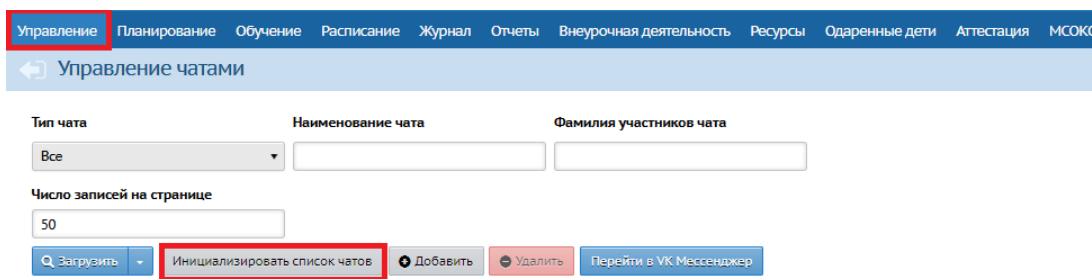 Управление Планирование Обучение Расписание Журнал Отчеты Внеурочная деятельность Ресурсы Одаренные дети Аттестация МСОКО
Управление чатами
Тип чата Наименование чата Фамилия участников чата
Все
Число записей на странице
50
Загрузить Инициализировать список чатов Добавить Удалить Перейти в VK Мессенджер